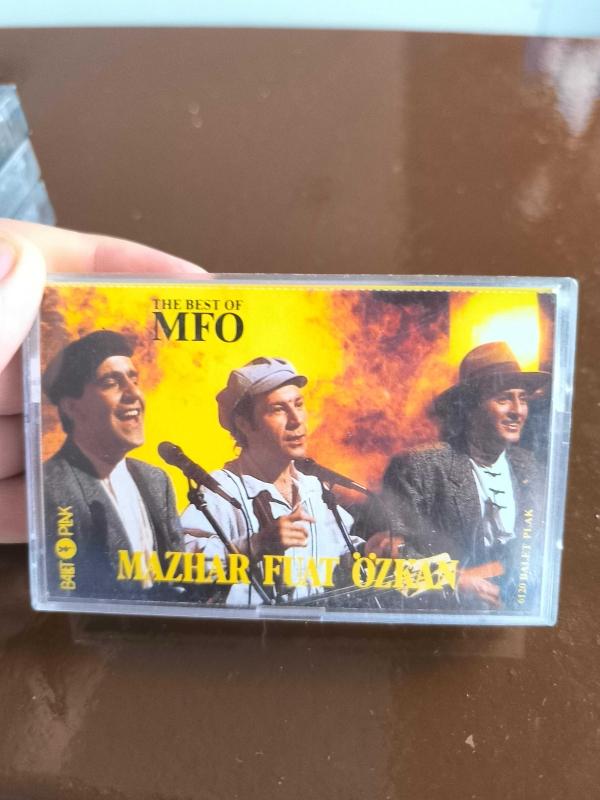 THE BEST OF
MFO
MAZHAR FUAT ÖZKAN
BALET PLAK
6120 BALET PLAK